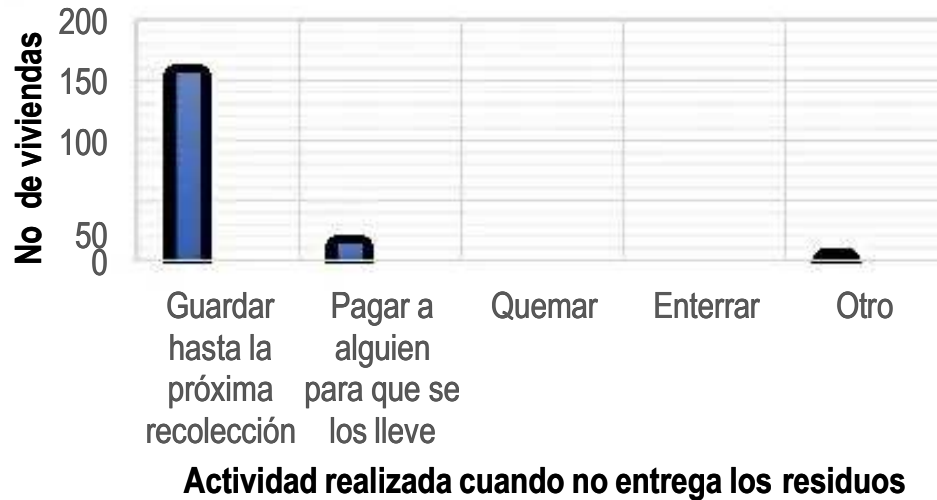 No de viviendas
200
150
100
50
0
Guardar
hasta la
próxima
recolección
Pagar a
alguien
para que se
los lleve
Quemar
Enterrar
Otro
Actividad realizada cuando no entrega los residuos